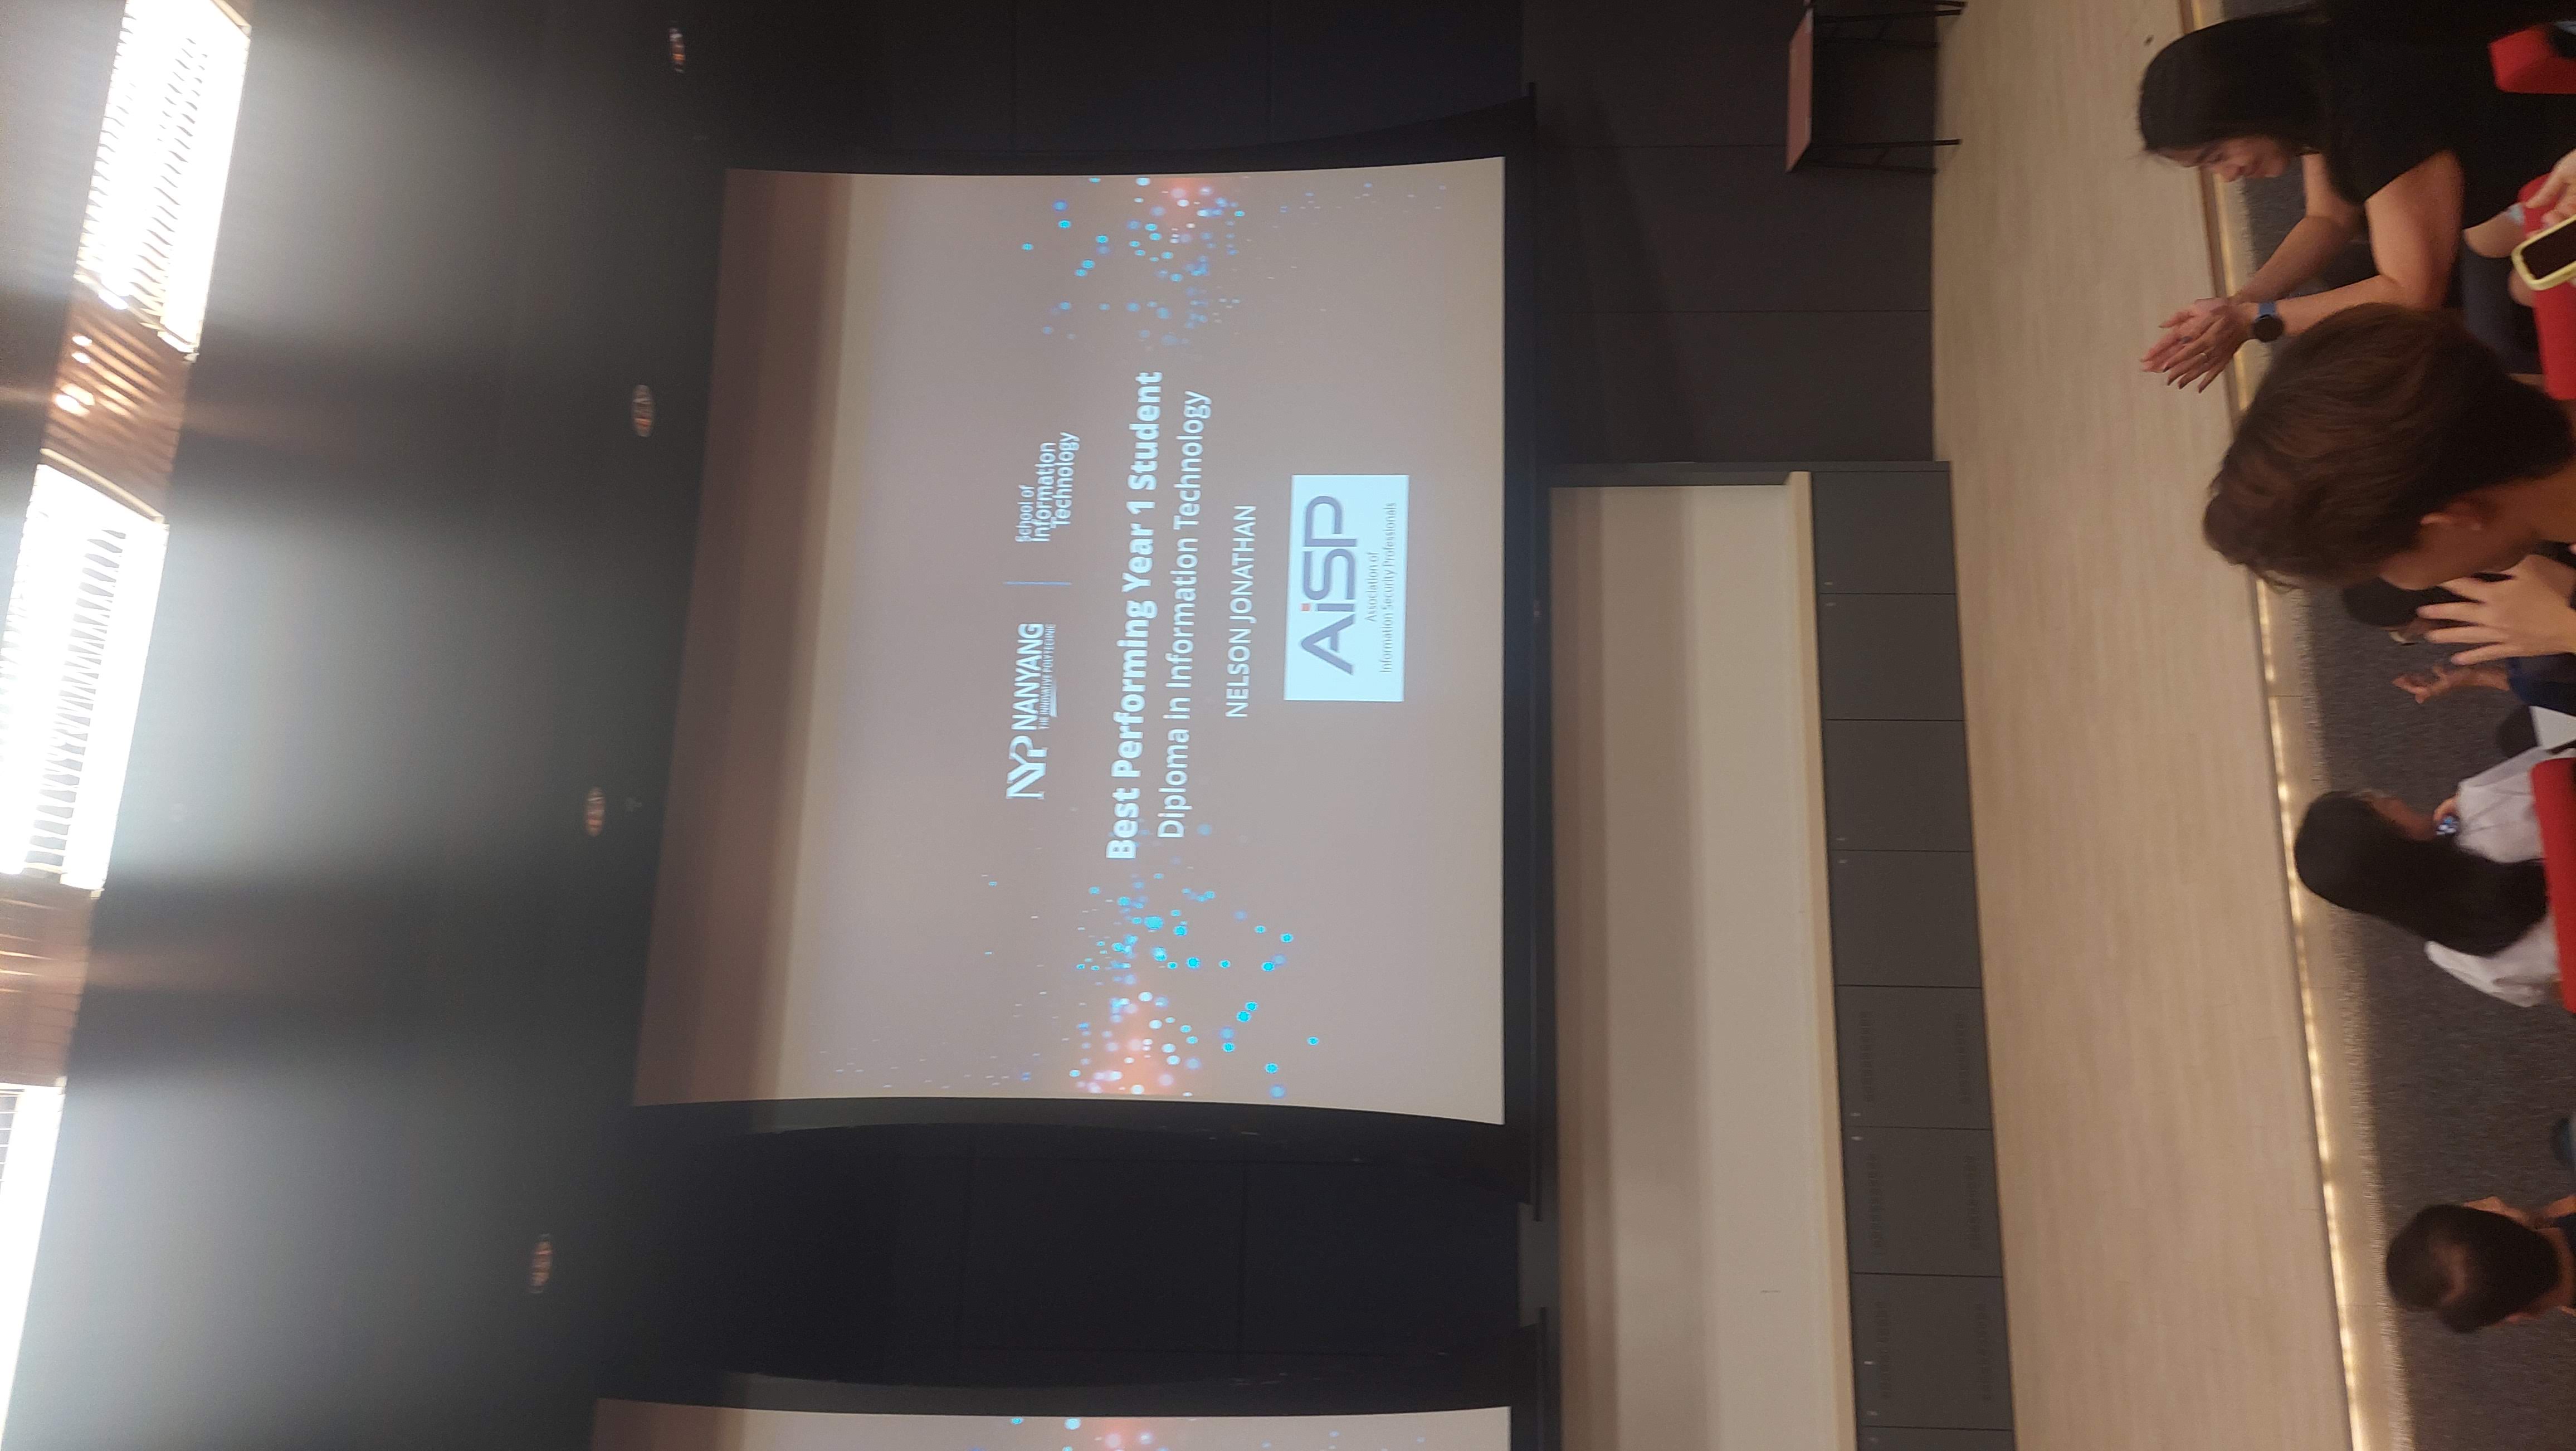 NYP NANYANG
THE INNOVATIVE POLYTECHNIC
School of
Information
Technology
Best Performing Year 1 Student
Diploma in Information Technology
NELSON JONATHAN
AiSP
Association of
Information Security Professionals